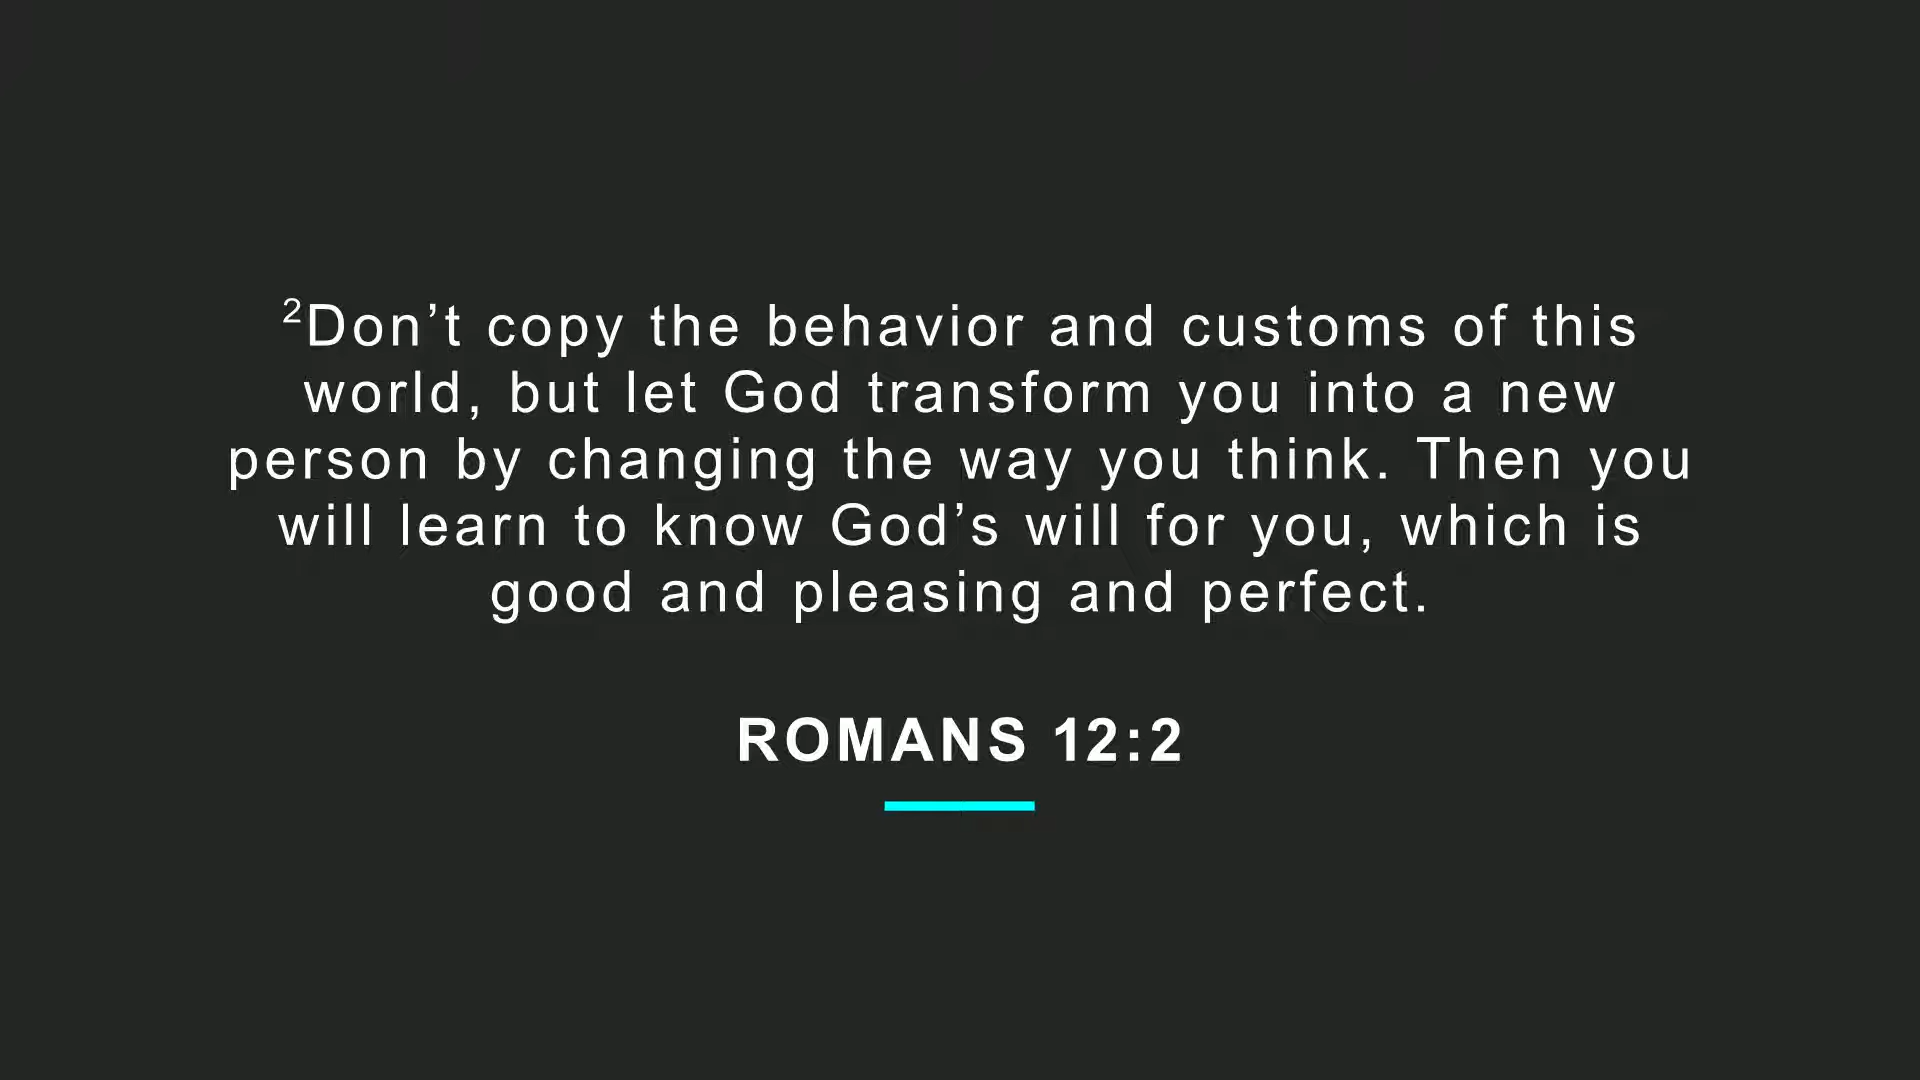 ²Don’t copy the behavior and customs of this
world, but let God transform you into a new
person by changing the way you think. Then you
will learn to know God’s will for you, which is
good and pleasing and perfect.
ROMANS 12:2